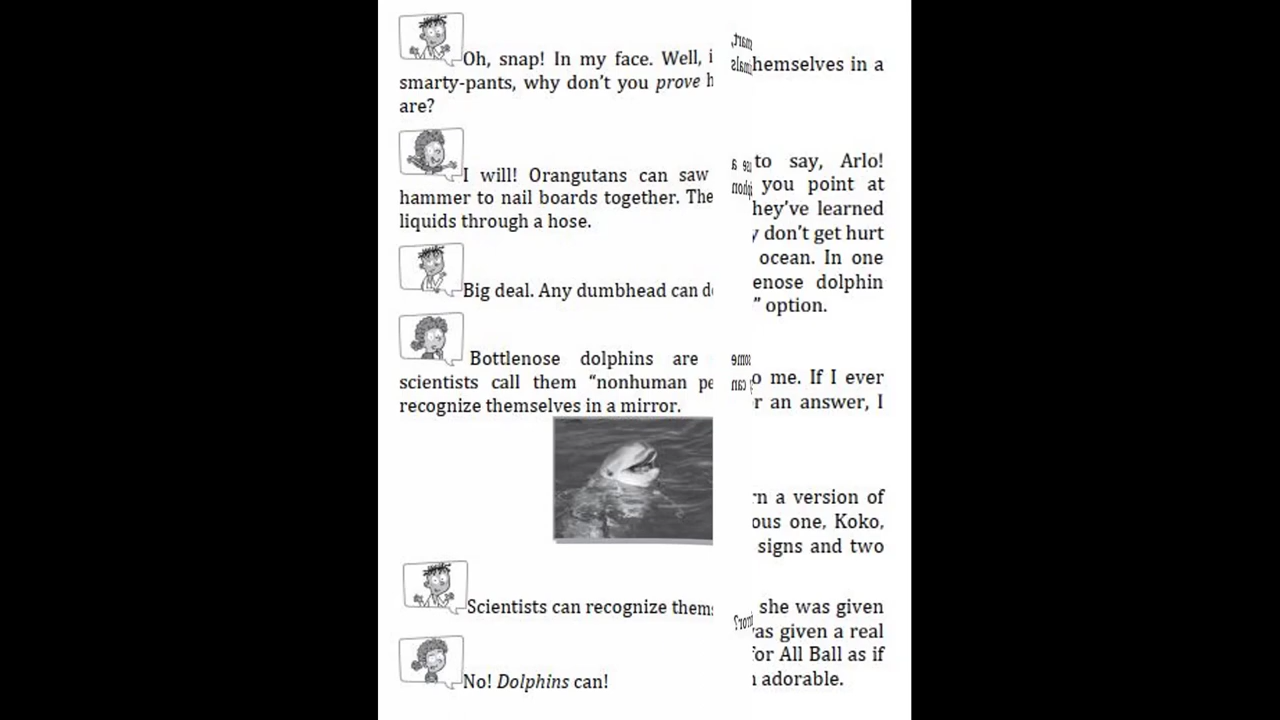 Oh, snap! In my face. Well,
smarty-pants, why don't you prove
are?
I will! Orangutans can saw
hammer to nail boards together. The
liquids through a hose.
Big deal. Any dumbhead can
Bottlenose dolphins are
scientists call them "nonhuman
recognize themselves in a mirror.
Scientists can recognize
No! Dolphins can!
hemselves in a
to say, Arlo!
you point at
hey've learned
don't get hurt
ocean. In one
enose dolphin
" option.
o me. If I ever
r an answer, I
rn a version of
ous one, Koko,
signs and two
she was given
as given a real
for All Ball as if
adorable.